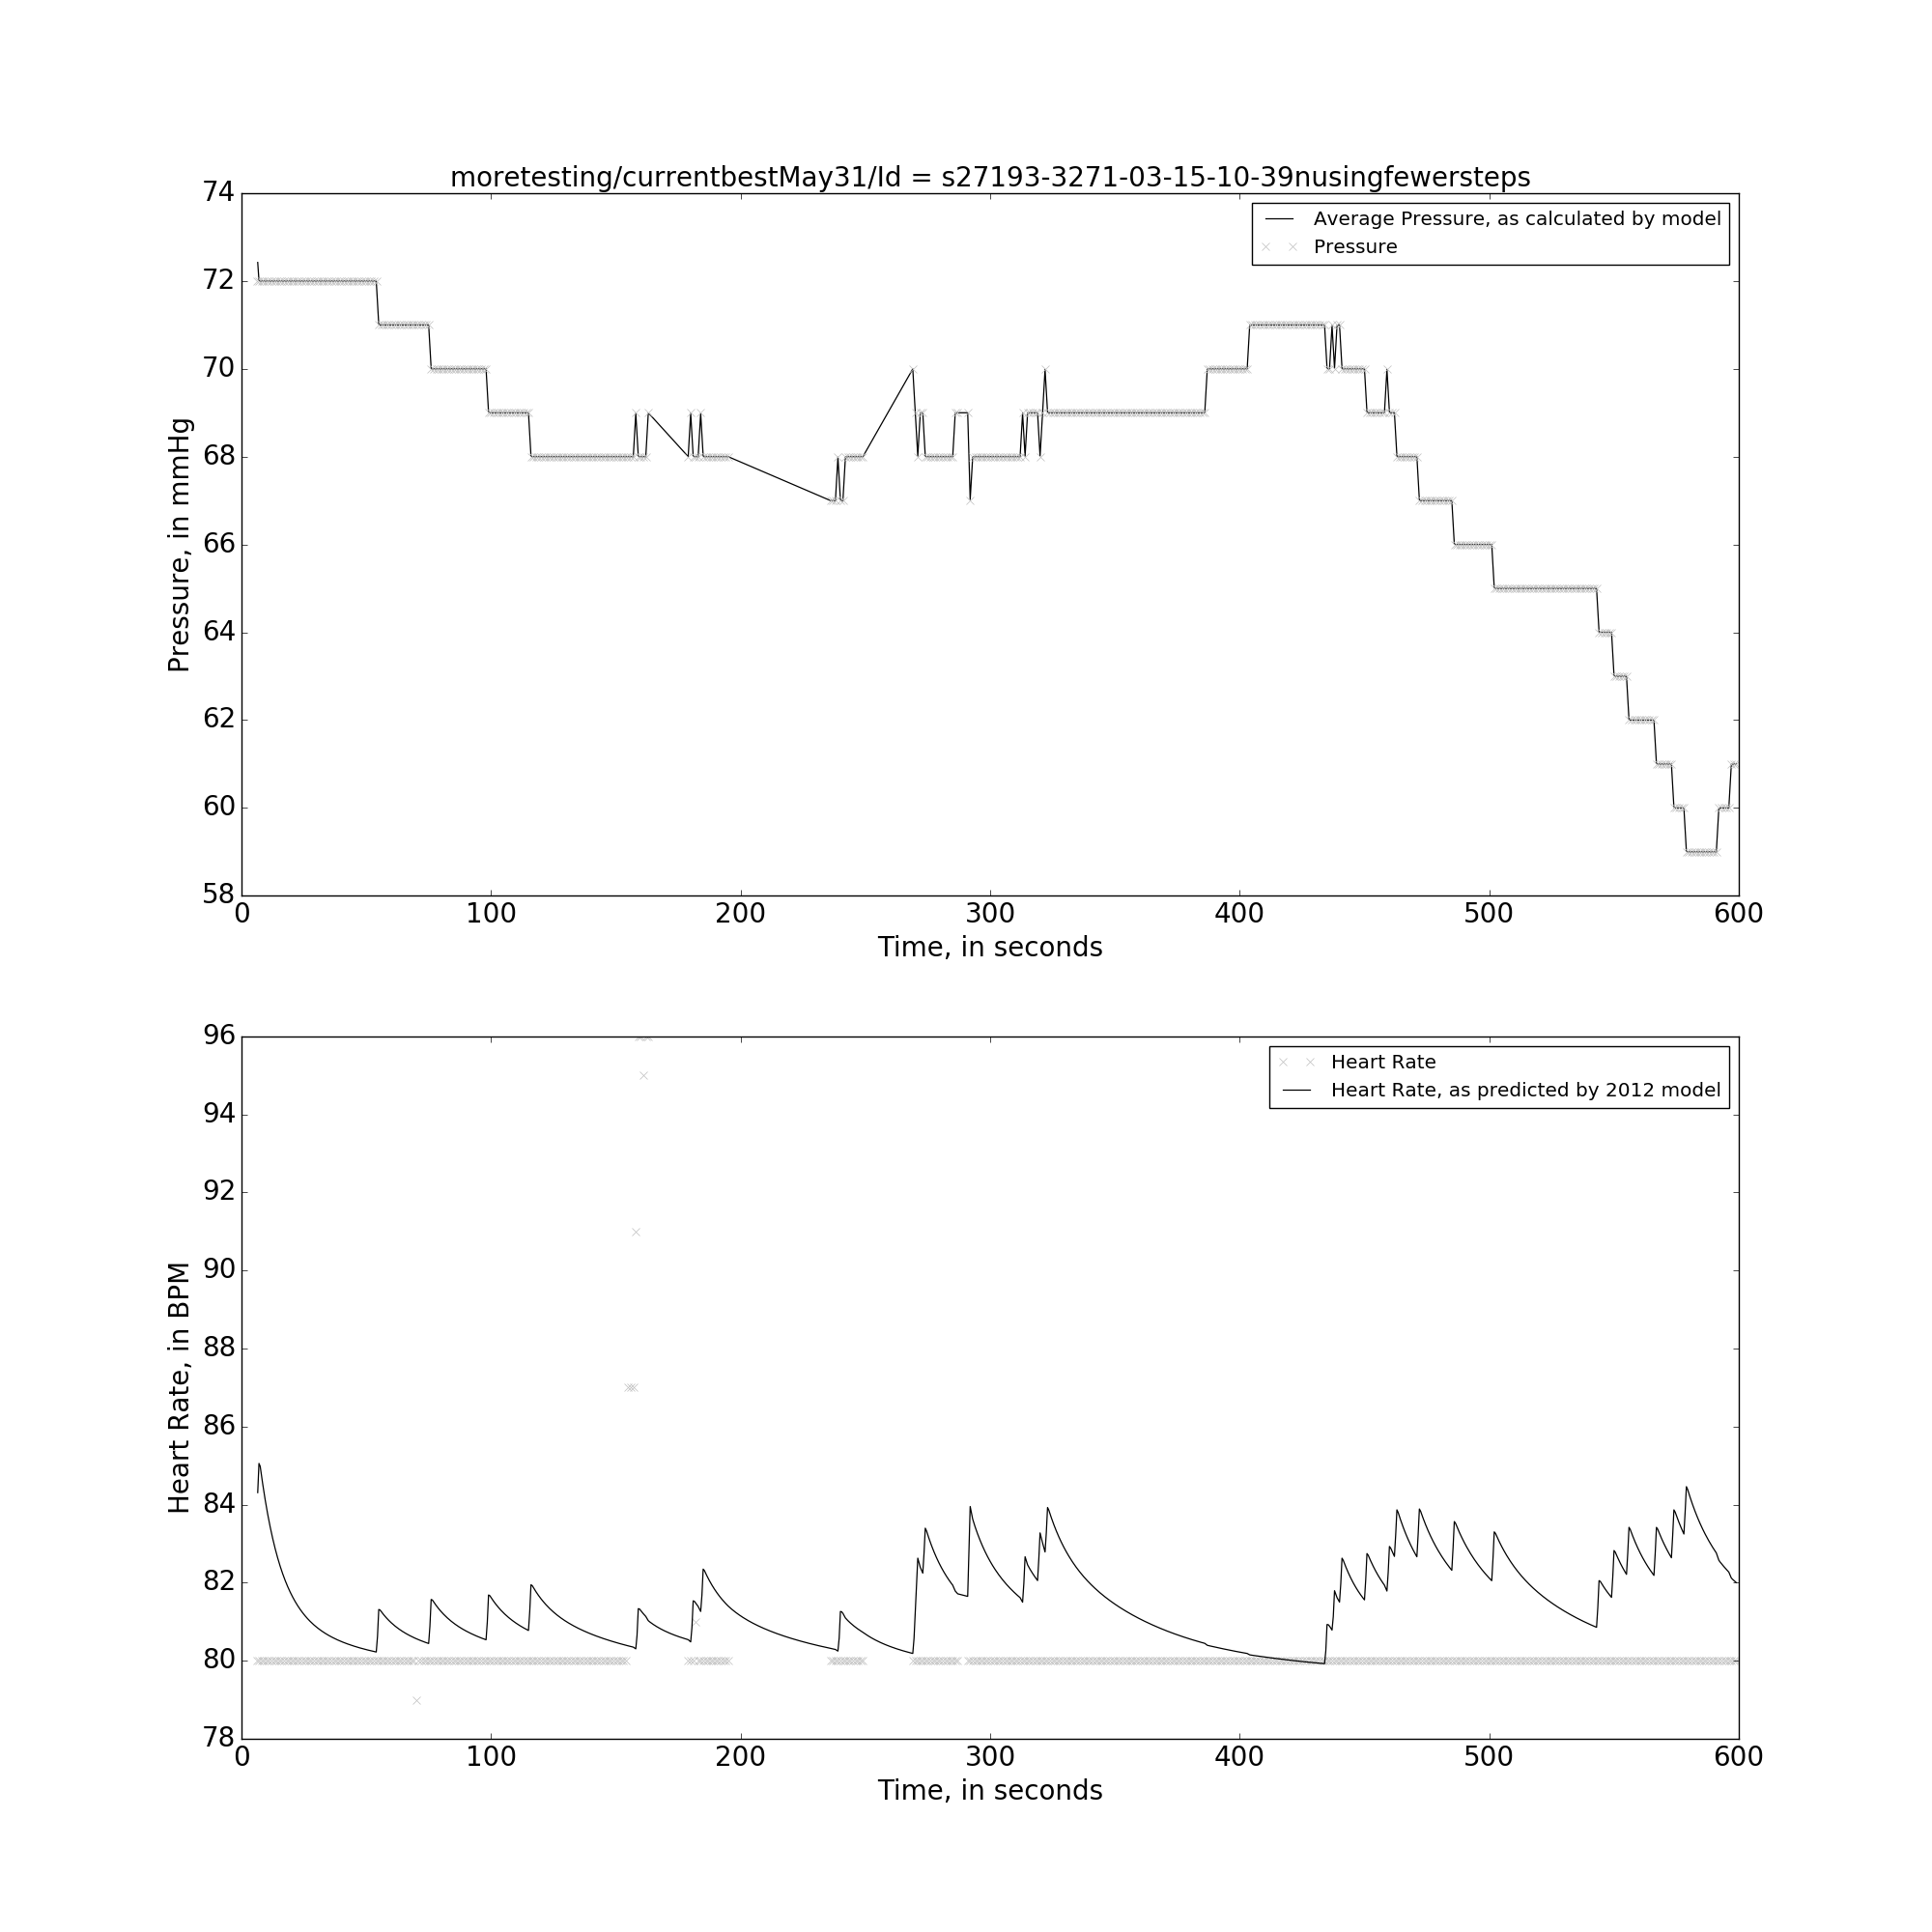 moretesting/currentbestMay31/Id = s27193-3271-03-15-10-39nusingfewersteps
Average Pressure, as calculated by model
Pressure
74
72
70
68
66
64
62
60
58
Pressure, in mmHg
0 100 200 300 400 500 600
Time, in seconds
Heart Rate
Heart Rate, as predicted by 2012 model
96
94
92
90
88
86
84
82
80
78
Heart Rate, in BPM
0 100 200 300 400 500 600
Time, in seconds